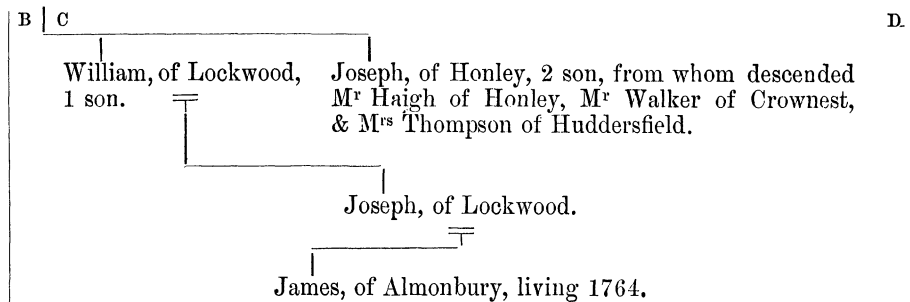 B C D.
William, of Lockwood, Joseph, of Honley, 2 son, from whom descended
1 son. Mr Haigh of Honley, Mr Walker of Crownest,
& Mrs Thompson of Huddersfield.
Joseph, of Lockwood.
James, of Almonbury, living 1764.